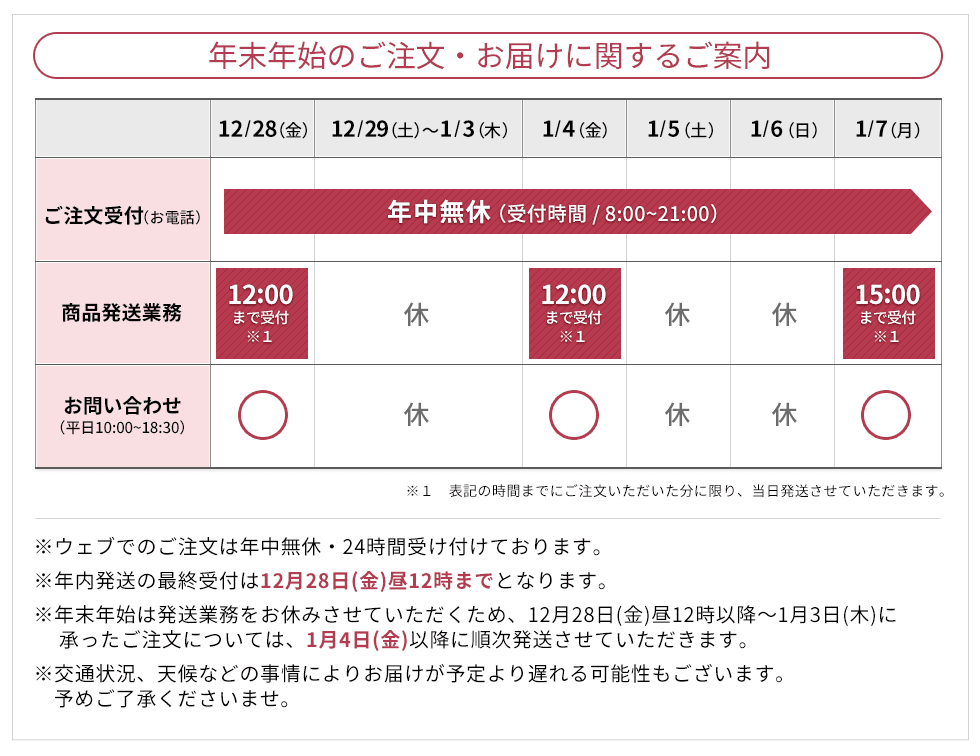 年末年始のご注文・お届けに関するご案内
12/28(金) 12/29(土)～1/3(木) 1/4(金) 1/5(土) 1/6(日) 1/7(月)
ご注文受付(お電話) 年中無休（受付時間 / 8:00~21:00）
商品発送業務
12:00
まで受付
※１
休
12:00
まで受付
※１
休
休
15:00
まで受付
※１
お問い合わせ
（平日10:00~18:30）
休
休
休
※１　表記の時間までにご注文いただいた分に限り、当日発送させていただきます。
※ウェブでのご注文は年中無休・24時間受け付けております。
※年内発送の最終受付は12月28日(金)昼12時までとなります。
※年末年始は発送業務をお休みさせていただくため、12月28日(金)昼12時以降～1月3日(木)に
承ったご注文については、1月4日(金)以降に順次発送させていただきます。
※交通状況、天候などの事情によりお届けが予定より遅れる可能性もございます。
予めご了承くださいませ。